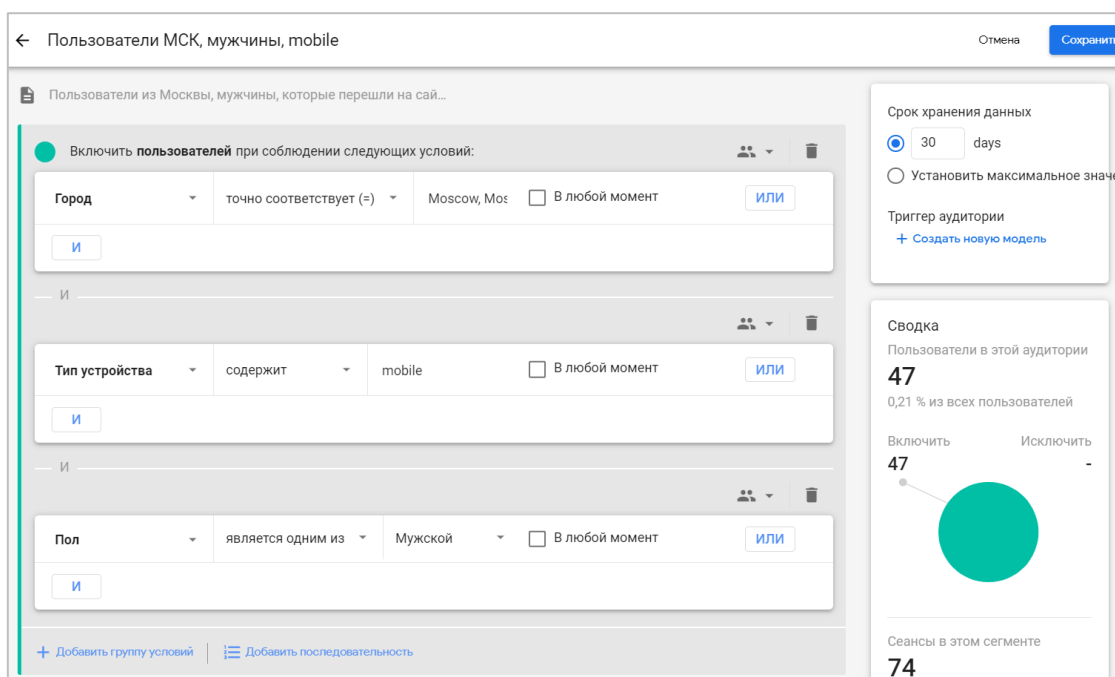 Пользователи МСК, мужчины, mobile
Отмена
Сохранить
Пользователи из Москвы, мужчины, которые перешли на сай...
Включить пользователей при соблюдении следующих условий:
Город точно соответствует (=) Moscow, Mos В любой момент ИЛИ
И
И
Тип устройства содержит mobile В любой момент ИЛИ
И
И
Пол является одним из Мужской В любой момент ИЛИ
И
+ Добавить группу условий Добавить последовательность
Срок хранения данных
30 days
Установить максимальное значе
Триггер аудитории
+ Создать новую модель
Сводка
Пользователи в этой аудитории
47
0,21 % из всех пользователей
Включить Исключить
47 -
Сеансы в этом сегменте
74